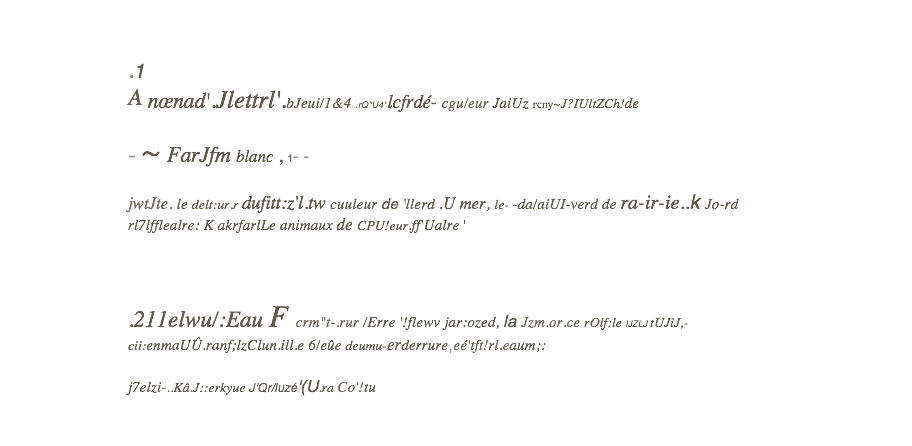 .1
A nœnad'.Jlettrl'.bJeui/1&4 .rQ"U4'lcfrdé- cgu/eur JaiUz rcny~J?IUltZCh!de
- ~ FarJfm blanc , 1- -
jwtJte. le delt:ur.r dufitt:z'l.tw cuuleur de 'llerd .U mer, le- -da/aiUI-verd de ra-ir-ie..k Jo-rd
rl7lfflealre: K akrfarlLe animaux de CPU!eur.ff'Ualre '
.211elwu/:Eau F crm"t-.rur /Erre '!flewv jar:ozed, la Jzm.or.ce rOlf:le IJZLJ tUJiJ,-
cii:enmaUÛ.ranf;lzClun.ill.e 6/eûe deumu-erderrure,eé'tft!rl.eaum;:
j7elzi-..Kâ.J::erkyue J'Qr/luzé'(U.ra Co'!tu